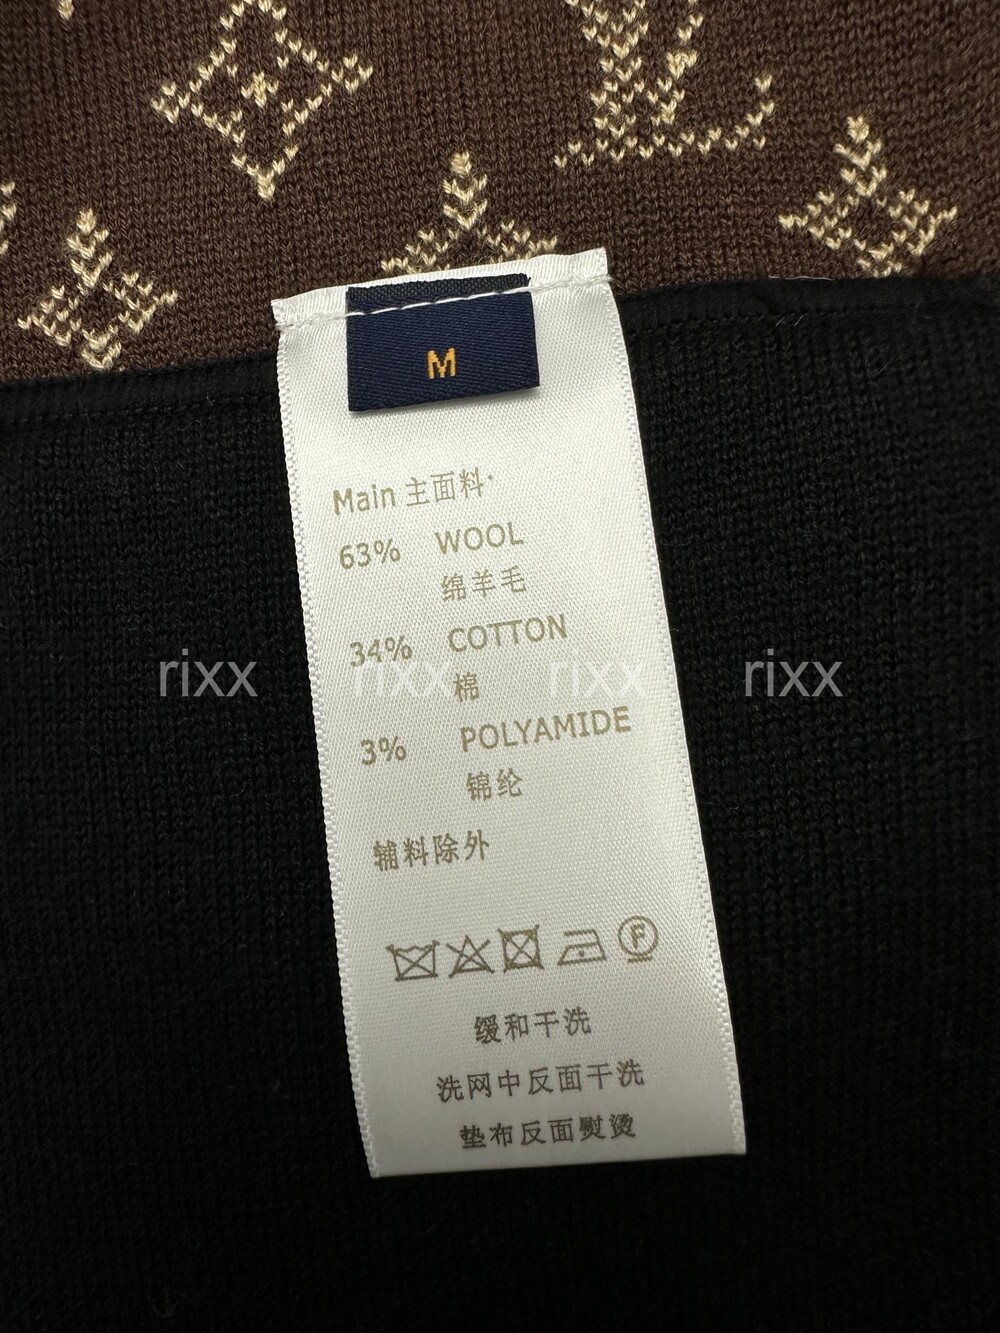 M
Main 主面料
63% WOOL
绵羊毛
34% COTTON
棉
3% POLYAMIDE
锦纶
辅料除外
F
缓和干洗
洗网中反面干洗
垫布反面熨烫
rixx rixx rixx rixx